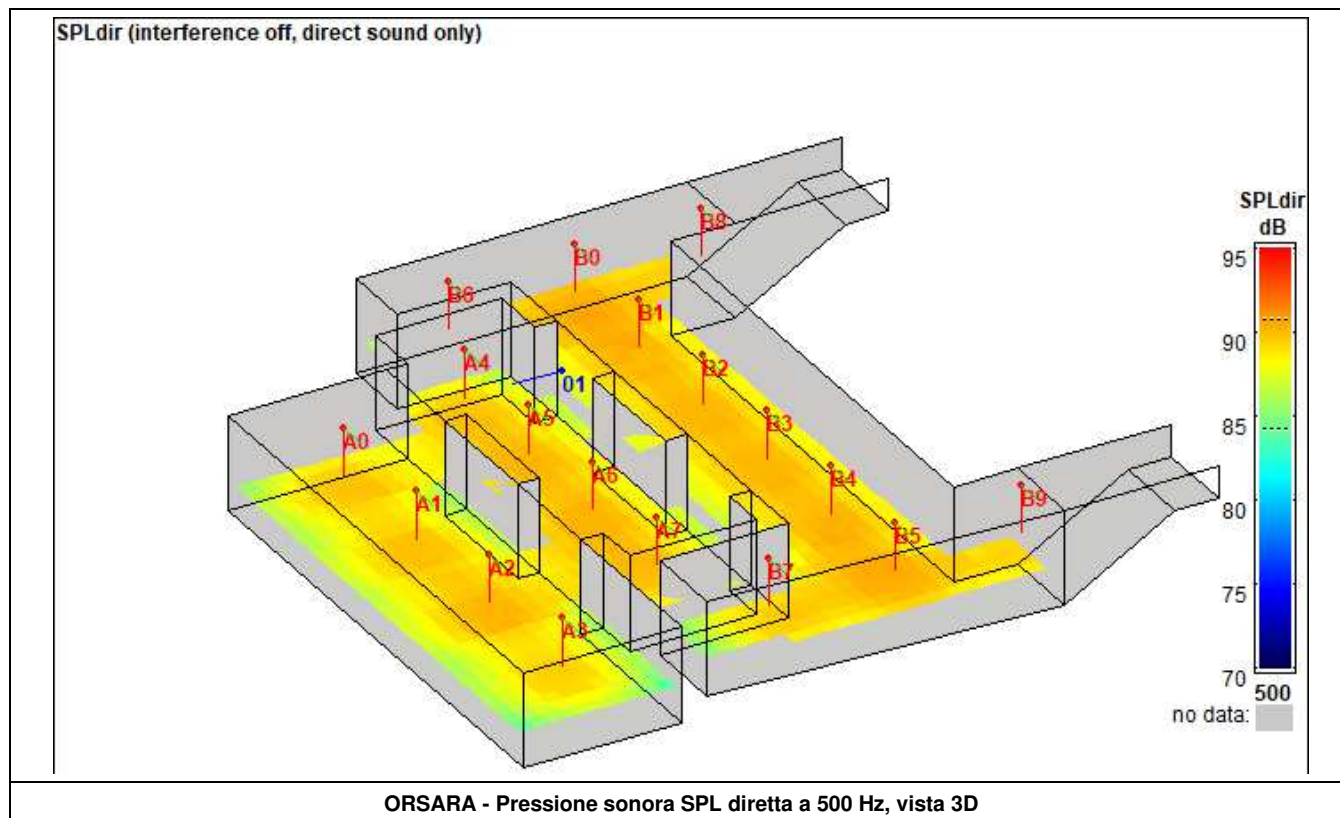 SPLdir (interference off, direct sound only)
B8
B0
B6
B1
A4
B2
01
A5
B3
A0
A6
B4
A1
A7
B5
B9
A2
B7
A3
SPLdir
dB
95
90
85
80
75
70
500
no data:
ORSARA - Pressione sonora SPL diretta a 500 Hz, vista 3D